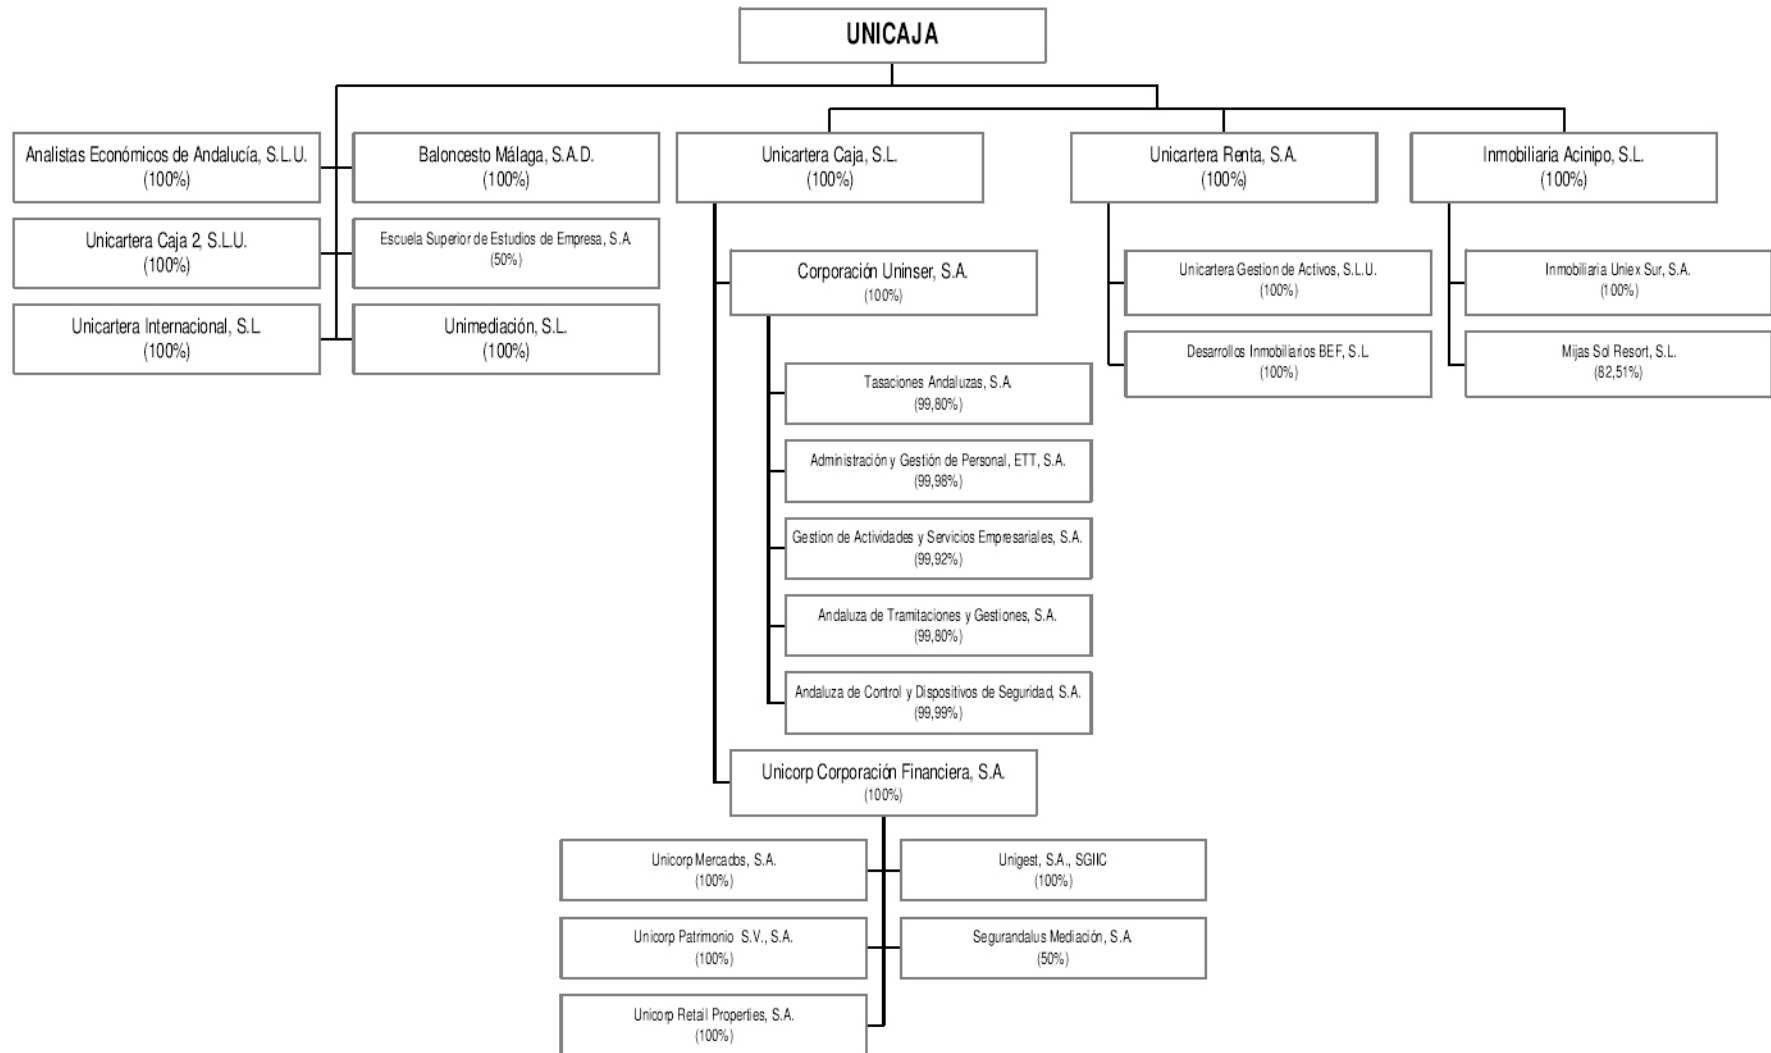 UNICAJA
Analistas Económicos de Andalucía, S.L.U.
(100%)
Baloncesto Málaga, S.A.D.
(100%)
Unicartera Caja, S.L.
(100%)
Unicartera Renta, S.A.
(100%)
Inmobiliaria Acinipo, S.L.
(100%)
Unicartera Caja 2, S.L.U.
(100%)
Escuela Superior de Estudios de Empresa, S.A.
(50%)
Unicartera Internacional, S.L.
(100%)
Unimediación, S.L.
(100%)
Corporación Uninser, S.A.
(100%)
Tasaciones Andaluzas, S.A.
(99,80%)
Administración y Gestión de Personal, ETT, S.A.
(99,98%)
Gestion de Actividades y Servicios Empresariales, S.A.
(99,92%)
Andaluza de Tramitaciones y Gestiones, S.A.
(99,80%)
Andaluza de Control y Dispositivos de Seguridad, S.A.
(99,99%)
Unicartera Gestion de Activos, S.L.U.
(100%)
Desarrollos Inmobiliarios BEF, S.L.
(100%)
Inmobiliaria Uniex Sur, S.A.
(100%)
Mijas Sol Resort, S.L.
(82,51%)
Unicorp Corporación Financiera, S.A.
(100%)
Unicorp Mercados, S.A.
(100%)
Unigest, S.A., SGIIC
(100%)
Unicorp Patrimonio S.V., S.A.
(100%)
Segurandalus Mediación, S.A.
(50%)
Unicorp Retail Properties, S.A.
(100%)